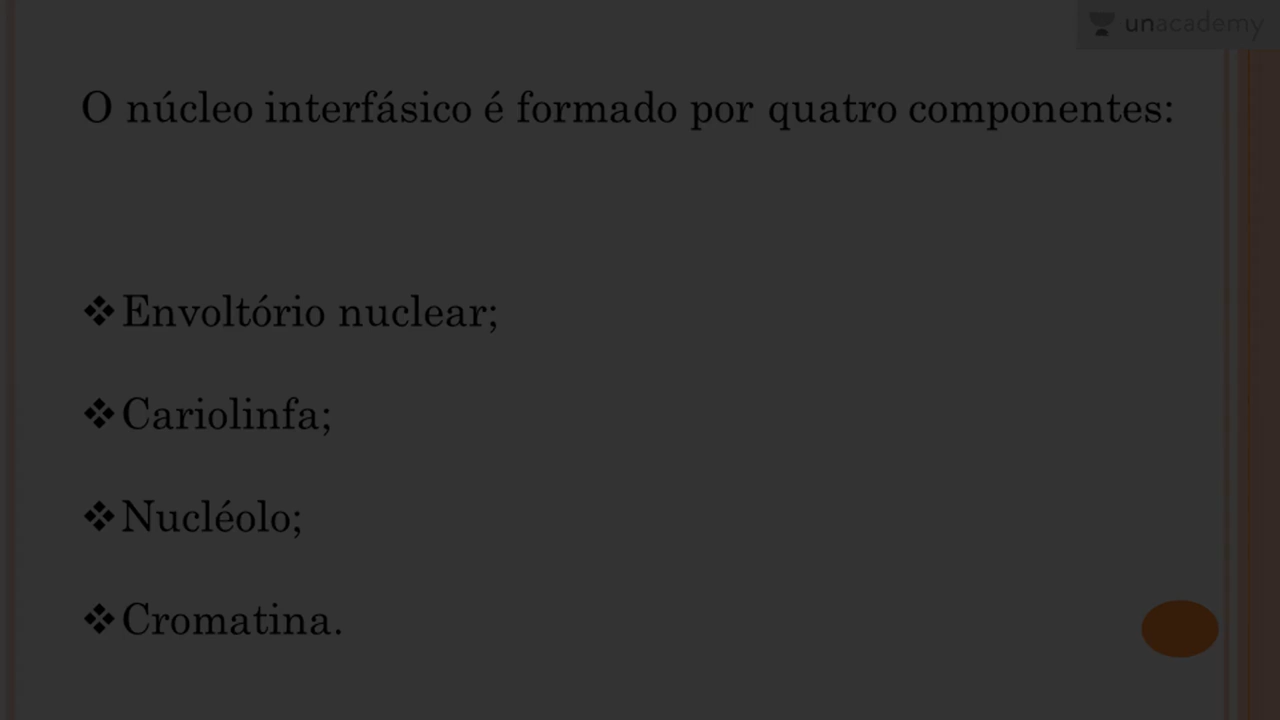 unacademy
O núcleo interfásico é formado por quatro componentes:
❖Envoltório nuclear;
❖Cariolinfa;
❖Nucléolo;
❖Cromatina.